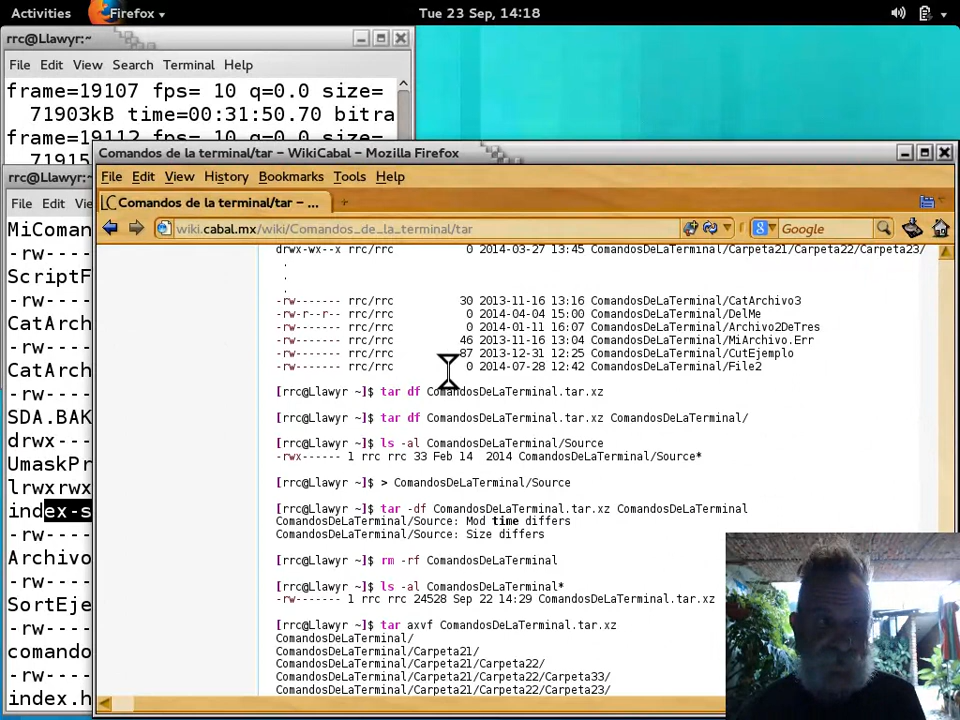 Activities
Firefox
Tue 23 Sep, 14:18
rrc@Llawyr:~
File Edit View Search Terminal Help
frame=19107 fps= 10 q=0.0 size=
71903kB time=00:31:50.70 bitra
frame=19112 fps= 10 q=0.0 size=
71915
rrc@Llawyr:~
File Edit Vi
MiComan
-rw----
ScriptF
-rw----
CatArch
-rw----
CatArch
-rw----
SDA.BAK
drwx---
UmaskPr
lrwxrwx
index-s
-rw----
Archivo
-rw----
SortEje
-rw----
comando
-rw----
index.h
Comandos de la terminal/tar – WikiCabal – Mozilla Firefox
File Edit View History Bookmarks Tools Help
LC Comandos de la terminal/tar – ...
wiki.cabal.mx/wiki/Comandos_de_la_terminal/tar
Google
drwx-wx--x rrc/rrc 0 2014-03-27 13:45 ComandosDeLaTerminal/Carpeta21/Carpeta22/Carpeta23/
.
.
.
-rw------- rrc/rrc 30 2013-11-16 13:16 ComandosDeLaTerminal/CatArchivo3
-rw-r--r-- rrc/rrc 0 2014-04-04 15:00 ComandosDeLaTerminal/DelMe
-rw------- rrc/rrc 0 2014-01-11 16:07 ComandosDeLaTerminal/Archivo2DeTres
-rw------- rrc/rrc 46 2013-11-16 13:04 ComandosDeLaTerminal/MiArchivo.Err
-rw------- rrc/rrc 87 2013-12-31 12:25 ComandosDeLaTerminal/CutEjemplo
-rw------- rrc/rrc 0 2014-07-28 12:42 ComandosDeLaTerminal/File2
[rrc@Llawyr ~]$ tar df ComandosDeLaTerminal.tar.xz
[rrc@Llawyr ~]$ tar df ComandosDeLaTerminal.tar.xz ComandosDeLaTerminal/
[rrc@Llawyr ~]$ ls -al ComandosDeLaTerminal/Source
-rwx------ 1 rrc rrc 33 Feb 14  2014 ComandosDeLaTerminal/Source*
[rrc@Llawyr ~]$ > ComandosDeLaTerminal/Source
[rrc@Llawyr ~]$ tar -df ComandosDeLaTerminal.tar.xz ComandosDeLaTerminal
ComandosDeLaTerminal/Source: Mod time differs
ComandosDeLaTerminal/Source: Size differs
[rrc@Llawyr ~]$ rm -rf ComandosDeLaTerminal
[rrc@Llawyr ~]$ ls -al ComandosDeLaTerminal*
-rw------- 1 rrc rrc 24528 Sep 22 14:29 ComandosDeLaTerminal.tar.xz
[rrc@Llawyr ~]$ tar axvf ComandosDeLaTerminal.tar.xz
ComandosDeLaTerminal/
ComandosDeLaTerminal/Carpeta21/
ComandosDeLaTerminal/Carpeta21/Carpeta22/
ComandosDeLaTerminal/Carpeta21/Carpeta22/Carpeta33/
ComandosDeLaTerminal/Carpeta21/Carpeta22/Carpeta23/